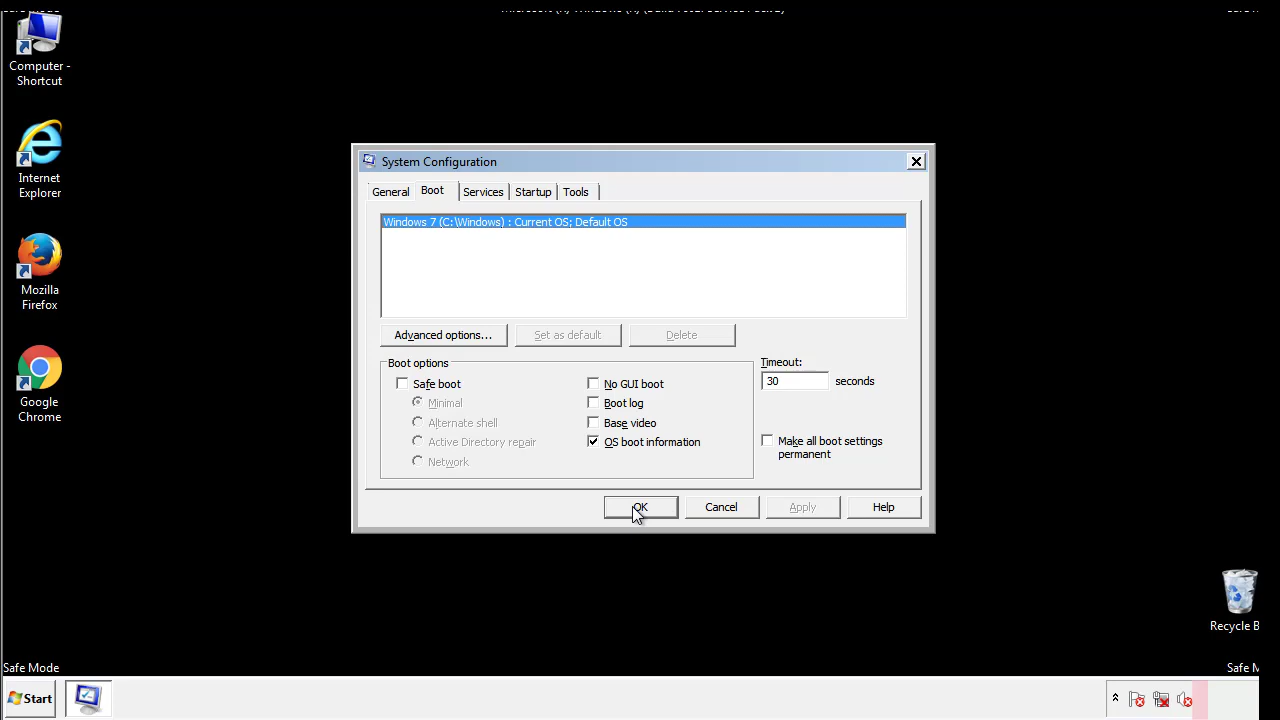 Computer -
Shortcut
Internet
Explorer
Mozilla
Firefox
Google
Chrome
System Configuration
General
Boot
Services
Startup
Tools
Windows 7 (C:\Windows) : Current OS; Default OS
Advanced options...
Set as default
Delete
Boot options
Safe boot
Minimal
Alternate shell
Active Directory repair
Network
No GUI boot
Boot log
Base video
OS boot information
Timeout:
30 seconds
Make all boot settings
permanent
OK
Cancel
Apply
Help
Recycle B
Safe Mode
Safe M
Start